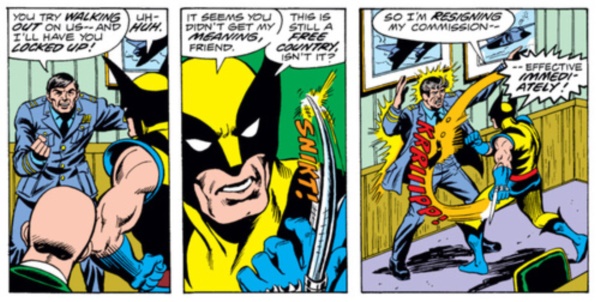 YOU TRY WALKING
OUT ON US--AND
I'LL HAVE YOU
LOCKED UP!
UH-
HUH.
IT SEEMS YOU
DIDN'T GET MY
MEANING,
FRIEND.
THIS IS
STILL A
FREE
COUNTRY,
ISN'T IT?
SNIKT!
SO I'M RESIGNING
MY COMMISSION--
--EFFECTIVE
IMMEDI-
ATELY!